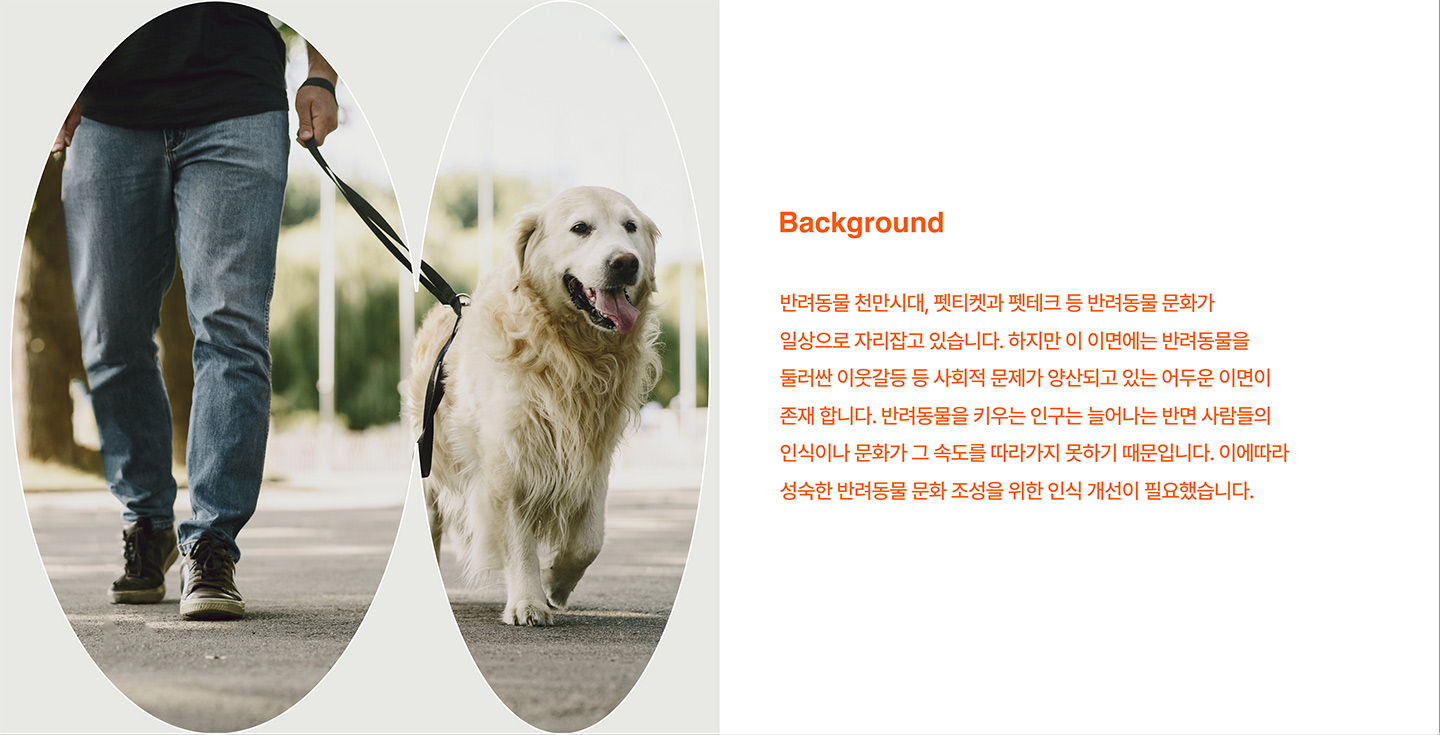 Background
반려동물 천만시대, 펫티켓과 펫테크 등 반려동물 문화가
일상으로 자리잡고 있습니다. 하지만 이 이면에는 반려동물을
둘러싼 이웃갈등 등 사회적 문제가 양산되고 있는 어두운 이면이
존재 합니다. 반려동물을 키우는 인구는 늘어나는 반면 사람들의
인식이나 문화가 그 속도를 따라가지 못하기 때문입니다. 이에따라
성숙한 반려동물 문화 조성을 위한 인식 개선이 필요했습니다.